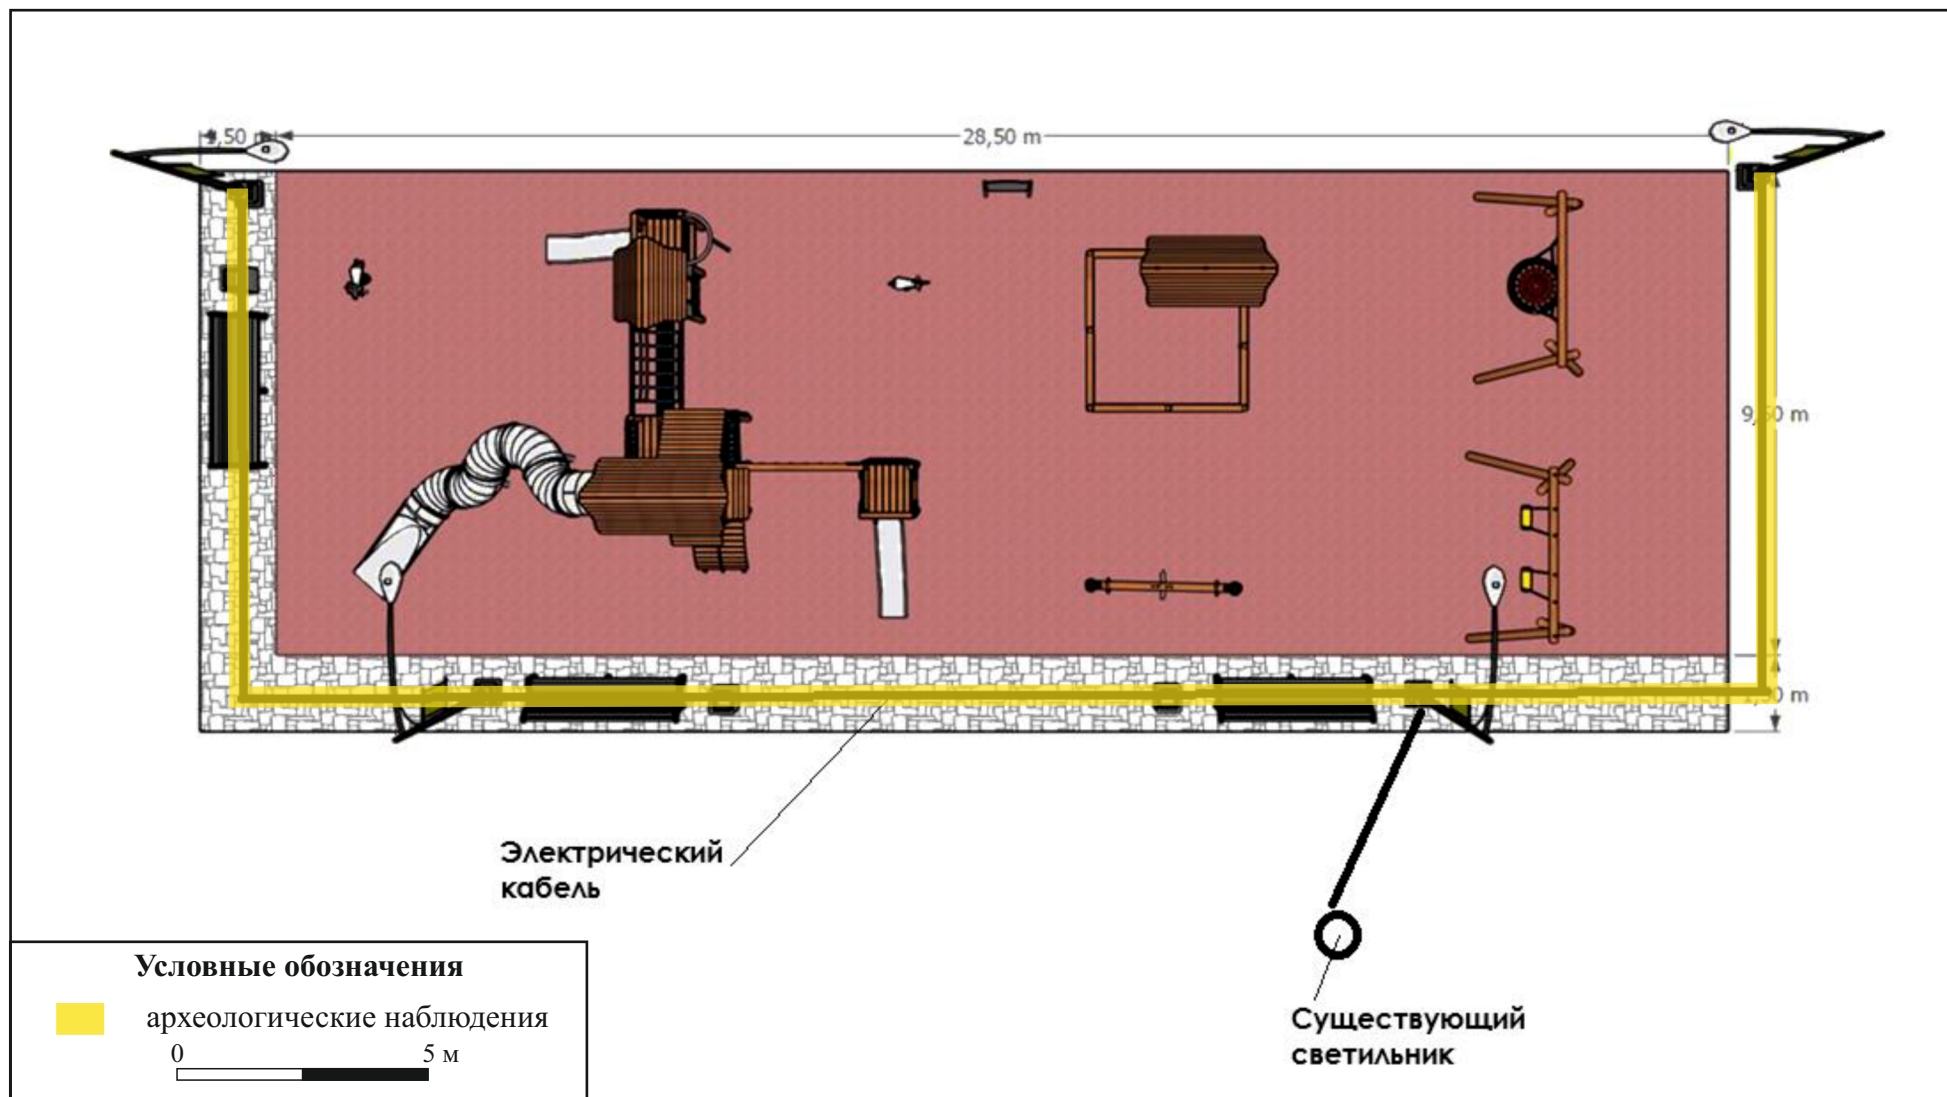 28,50 m
Электрический
кабель
Существующий
светильник
Условные обозначения
археологические наблюдения
0 5 м